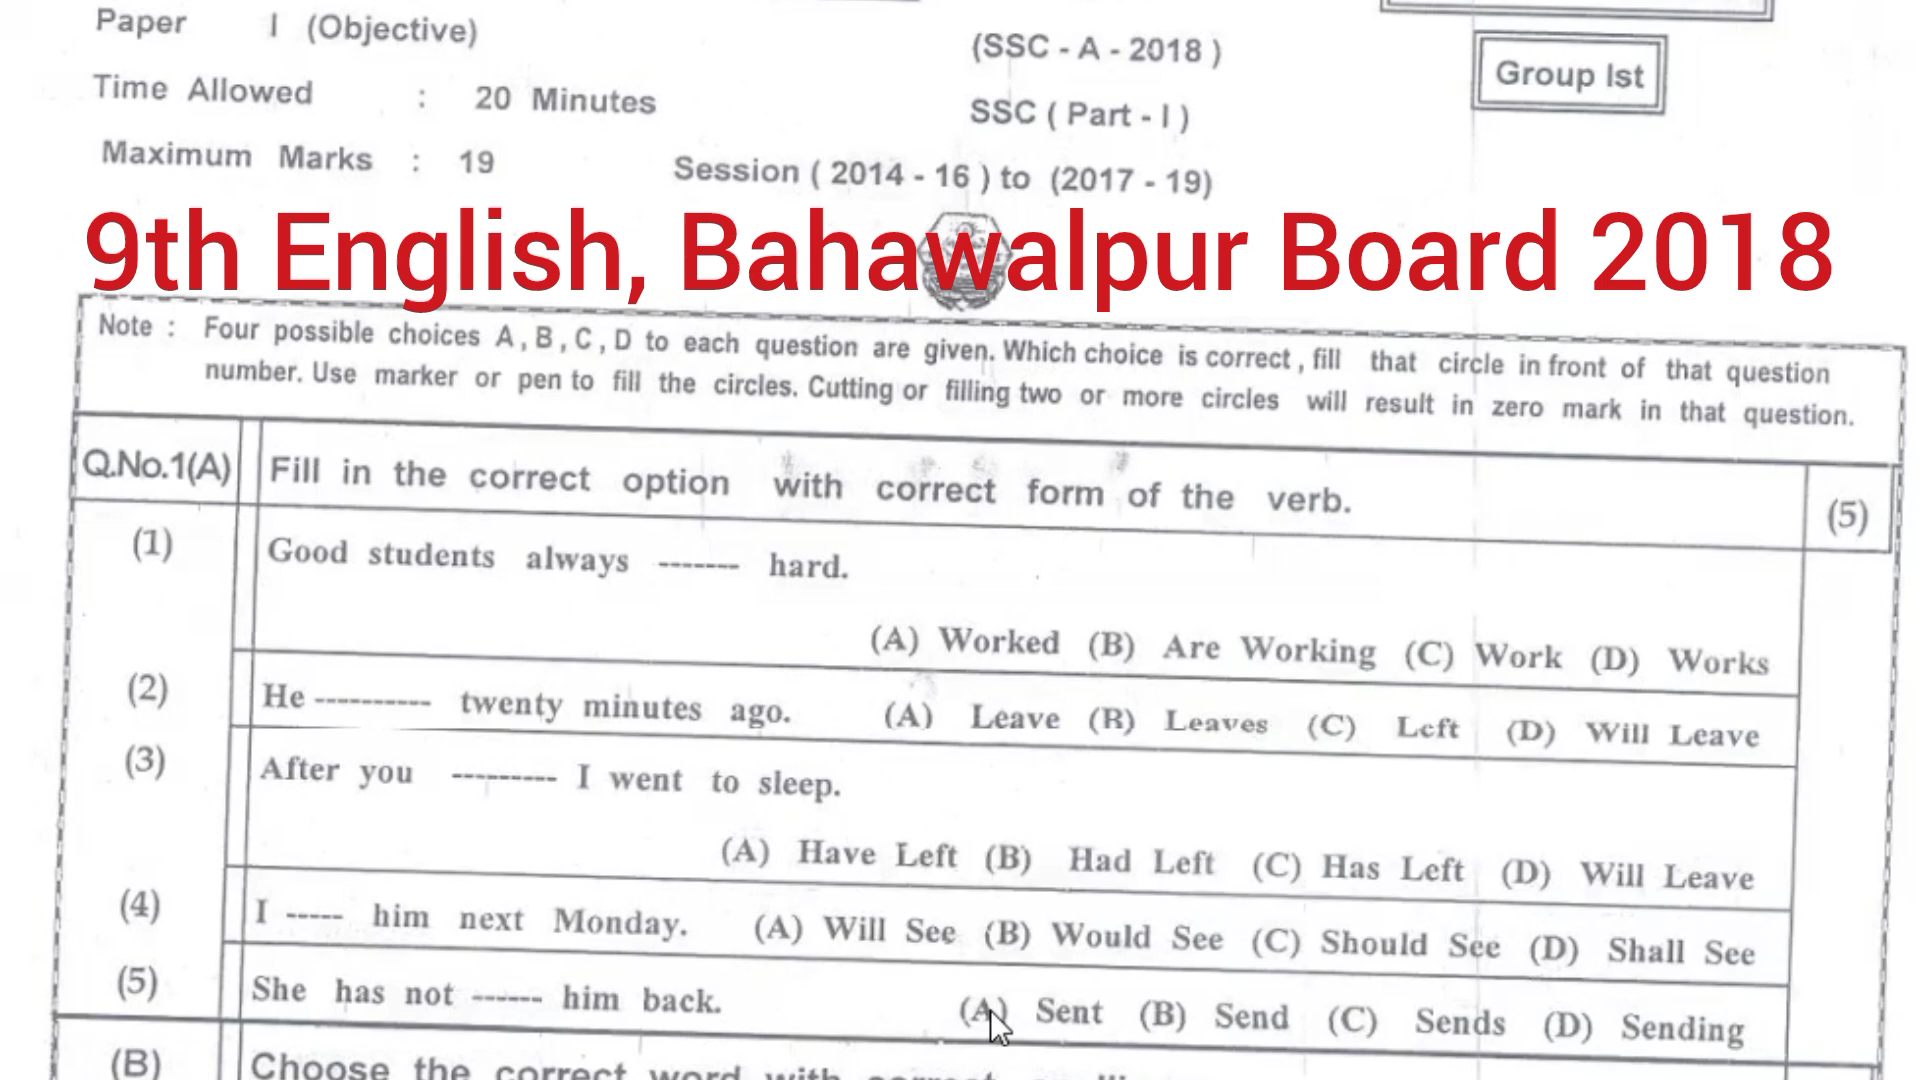 Paper I (Objective)
(SSC - A - 2018 )
Group Ist
Time Allowed : 20 Minutes
SSC ( Part - I )
Maximum Marks : 19
Session ( 2014 - 16 ) to (2017 - 19)
9th English, Bahawalpur Board 2018
Note : Four possible choices A , B , C , D to each question are given. Which choice is correct , fill that circle in front of that question
number. Use marker or pen to fill the circles. Cutting or filling two or more circles will result in zero mark in that question.
Q.No.1(A) Fill in the correct option with correct form of the verb. (5)
(1) Good students always ------- hard.
(A) Worked (B) Are Working (C) Work (D) Works
(2) He ---------- twenty minutes ago. (A) Leave (B) Leaves (C) Left (D) Will Leave
(3) After you --------- I went to sleep.
(A) Have Left (B) Had Left (C) Has Left (D) Will Leave
(4) I ----- him next Monday. (A) Will See (B) Would See (C) Should See (D) Shall See
(5) She has not ------ him back. (A) Sent (B) Send (C) Sends (D) Sending
(B) Choose the correct word with correct